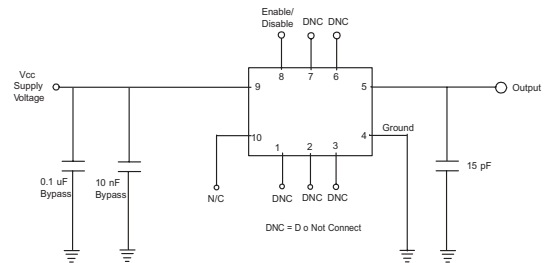 Enable/
Disable
DNC DNC
8 7 6
Vcc
Supply
Voltage
9
5
Output
10
Ground
4
1 2 3
0.1 uF
Bypass
10 nF
Bypass
15 pF
N/C
DNC DNC DNC
DNC = D o Not Connect